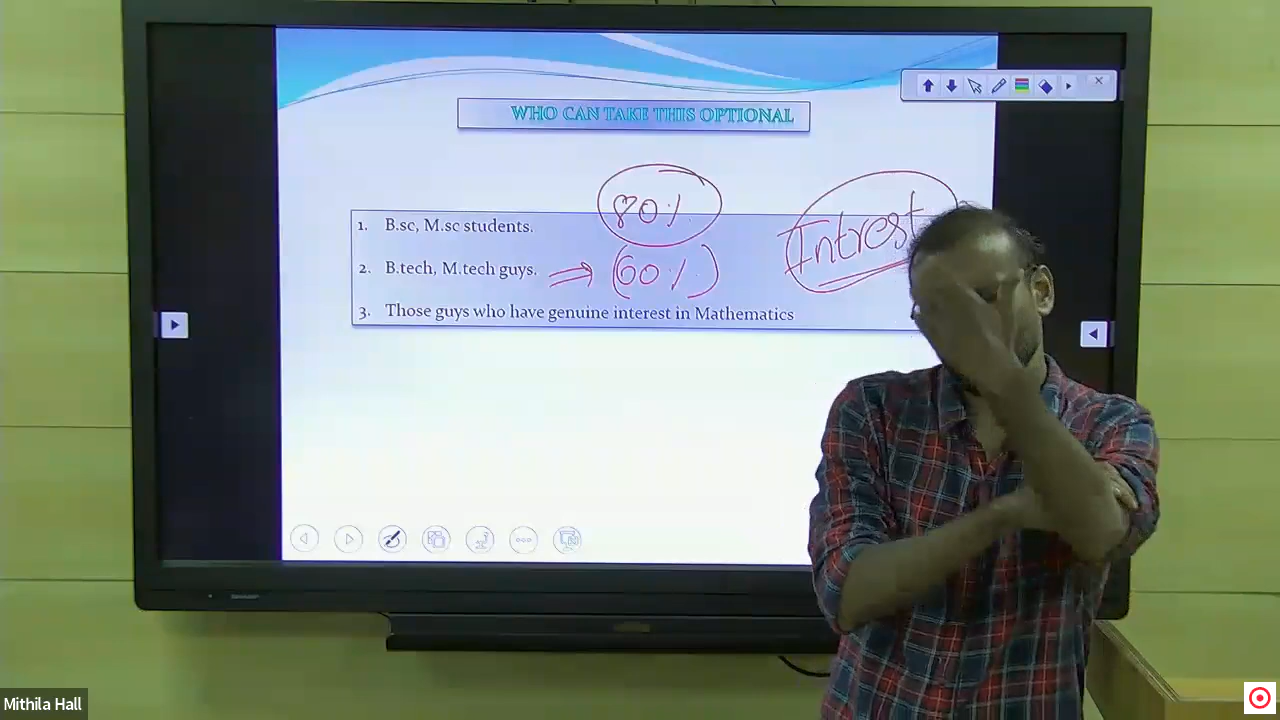 WHO CAN TAKE THIS OPTIONAL
80%
1. B.sc, M.sc students.
Intrest
2. B.tech, M.tech guys. ⇒ (60%)
3. Those guys who have genuine interest in Mathematics
Mithila Hall